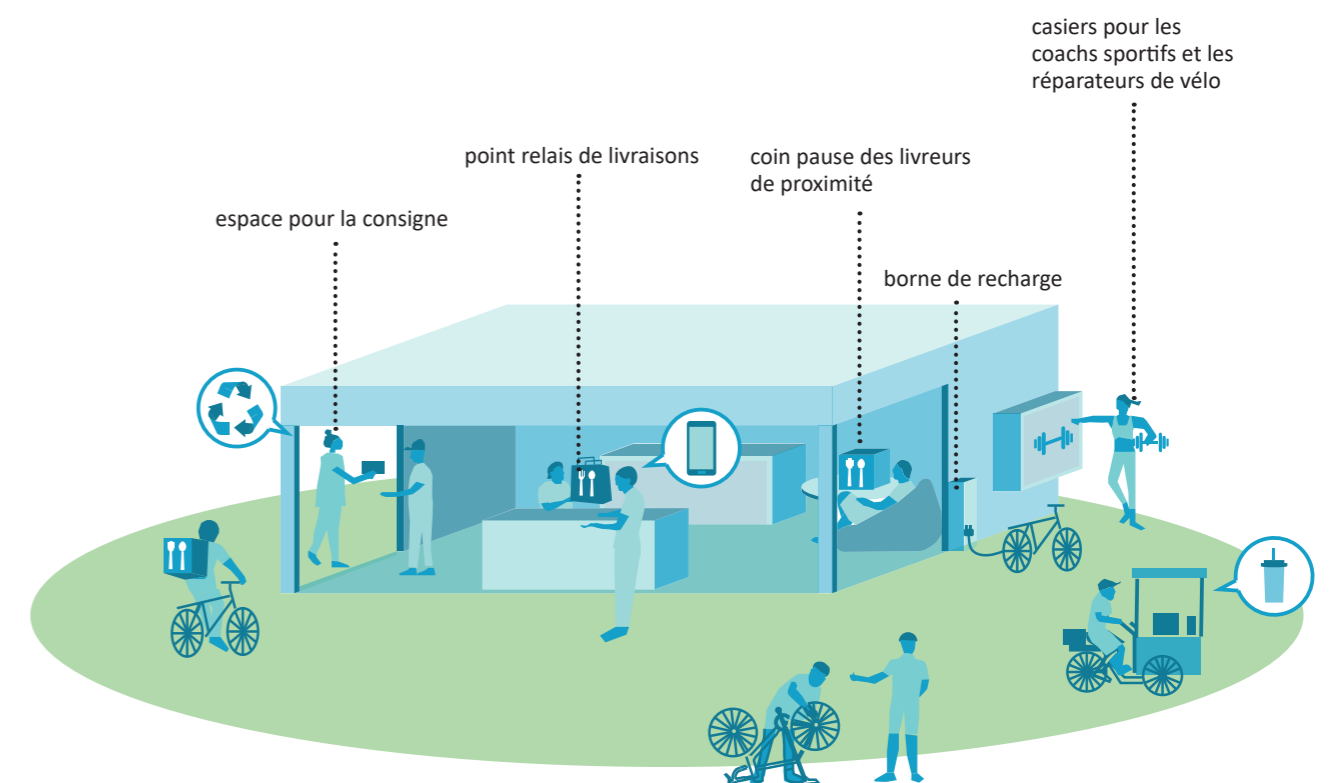 casiers pour les
coachs sportifs et les
réparateurs de vélo
point relais de livraisons
coin pause des livreurs
de proximité
espace pour la consigne
borne de recharge